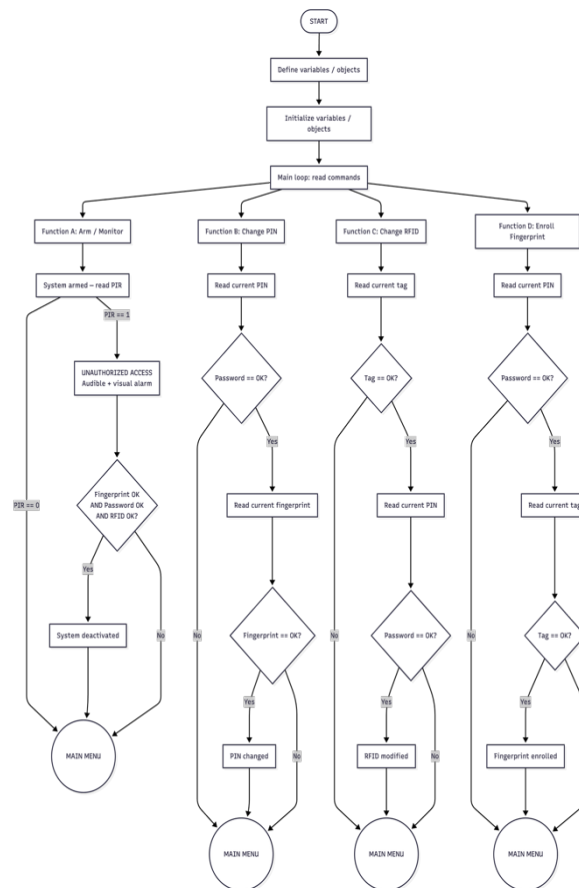 START
Define variables / objects
Initialize variables /
objects
Main loop: read commands
Function A: Arm / Monitor
Function B: Change PIN
Function C: Change RFID
Function D: Enroll
Fingerprint
System armed – read PIR
Read current PIN
Read current tag
Read current PIN
PIR == 1
UNAUTHORIZED ACCESS
Audible + visual alarm
Password == OK?
Tag == OK?
Password == OK?
Yes
Yes
Yes
Fingerprint OK
AND Password OK
AND RFID OK?
PIR == 0
Read current fingerprint
Read current PIN
Read current tag
Yes
System deactivated
No
No
No
No
Fingerprint == OK?
Password == OK?
Tag == OK?
Yes
Yes
Yes
MAIN MENU
PIN changed
No
RFID modified
No
Fingerprint enrolled
MAIN MENU
MAIN MENU
MAIN MENU